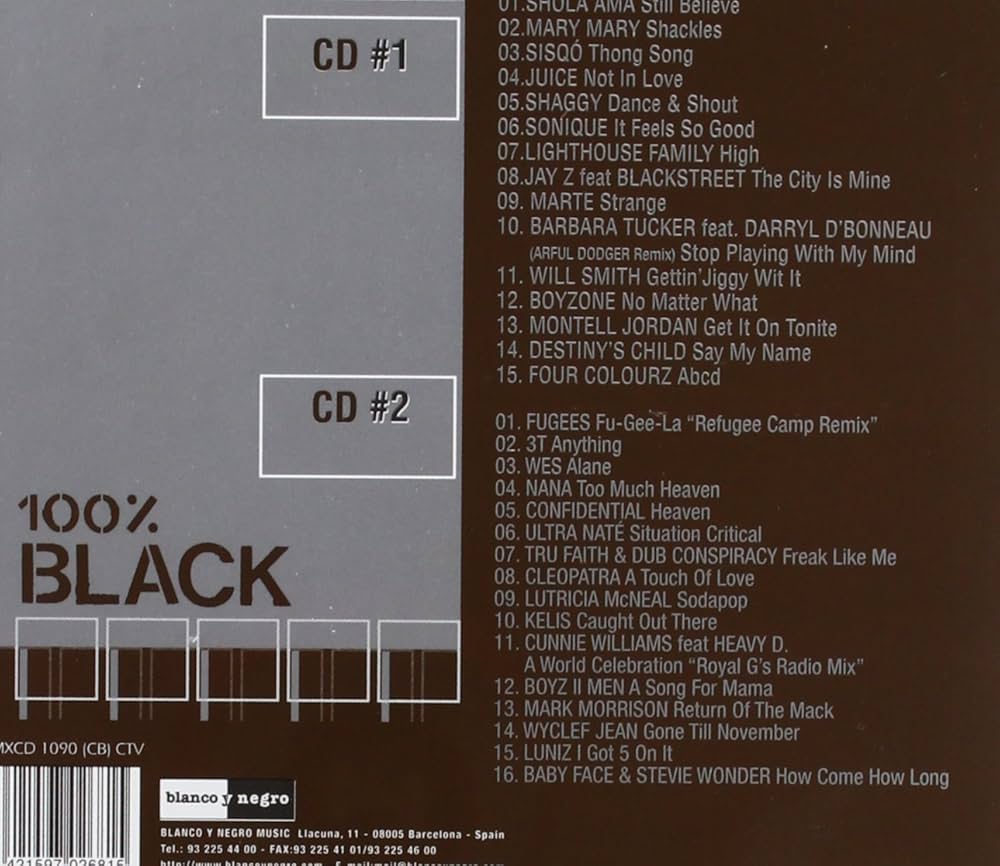 CD #1
01.SHOLA AMA Still Believe
02.MARY MARY Shackles
03.SISQÓ Thong Song
04.JUICE Not In Love
05.SHAGGY Dance & Shout
06.SONIQUE It Feels So Good
07.LIGHTHOUSE FAMILY High
08.JAY Z feat BLACKSTREET The City Is Mine
09. MARTE Strange
10. BARBARA TUCKER feat. DARRYL D'BONNEAU
(ARFUL DODGER Remix) Stop Playing With My Mind
11. WILL SMITH Gettin'Jiggy Wit It
12. BOYZONE No Matter What
13. MONTELL JORDAN Get It On Tonite
14. DESTINY'S CHILD Say My Name
15. FOUR COLOURZ Abcd
CD #2
01. FUGEES Fu-Gee-La "Refugee Camp Remix"
02. 3T Anything
03. WES Alane
04. NANA Too Much Heaven
05. CONFIDENTIAL Heaven
06. ULTRA NATÉ Situation Critical
07. TRU FAITH & DUB CONSPIRACY Freak Like Me
08. CLEOPATRA A Touch Of Love
09. LUTRICIA McNEAL Sodapop
10. KELIS Caught Out There
11. CUNNIE WILLIAMS feat HEAVY D.
A World Celebration "Royal G's Radio Mix"
12. BOYZ II MEN A Song For Mama
13. MARK MORRISON Return Of The Mack
14. WYCLEF JEAN Gone Till November
15. LUNIZ I Got 5 On It
16. BABY FACE & STEVIE WONDER How Come How Long
100%
BLACK
MXCD 1090 (CB) CTV
blanco y negro
BLANCO Y NEGRO MUSIC Llacuna, 11 - 08005 Barcelona - Spain
Tel.: 93 225 44 00 - FAX:93 225 41 01/93 225 46 00